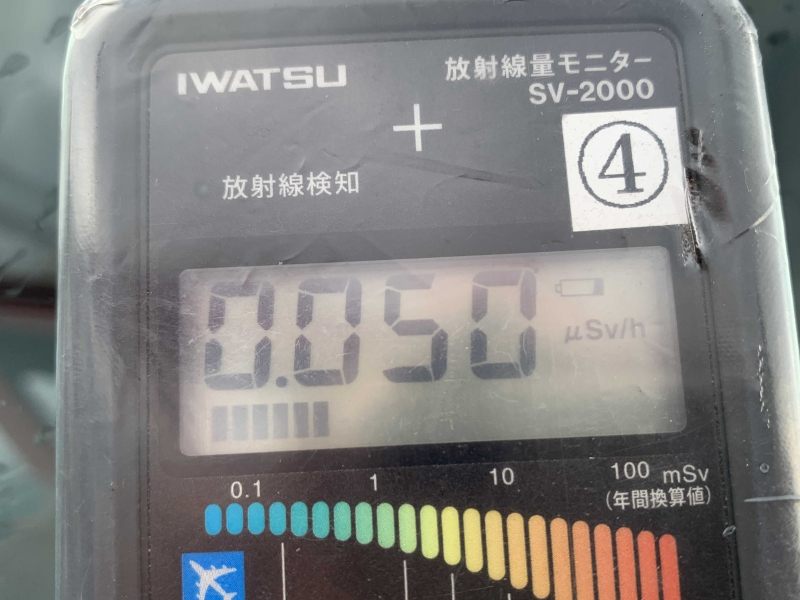 IWATSU
放射線量モニター
SV-2000
④
放射線検知
0.050
μSv/h
0.1 1 10 100 mSv
(年間換算値)